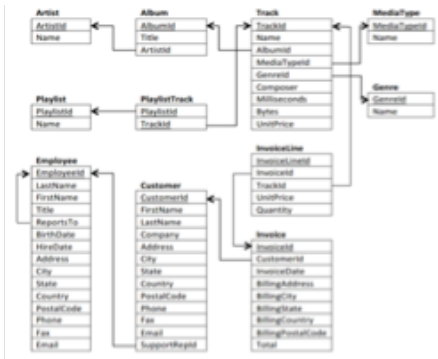 Artist
ArtistId
Name
Album
AlbumId
Title
ArtistId
Track
TrackId
Name
AlbumId
MediaTypeId
GenreId
Composer
Milliseconds
Bytes
UnitPrice
MediaType
MediaTypeId
Name
Genre
GenreId
Name
Playlist
PlaylistId
Name
PlaylistTrack
PlaylistId
TrackId
Employee
EmployeeId
LastName
FirstName
Title
ReportsTo
BirthDate
HireDate
Address
City
State
Country
PostalCode
Phone
Fax
Email
Customer
CustomerId
FirstName
LastName
Company
Address
City
State
Country
PostalCode
Phone
Fax
Email
SupportRepId
InvoiceLine
InvoiceLineId
InvoiceId
TrackId
UnitPrice
Quantity
Invoice
InvoiceId
CustomerId
InvoiceDate
BillingAddress
BillingCity
BillingState
BillingCountry
BillingPostalCode
Total